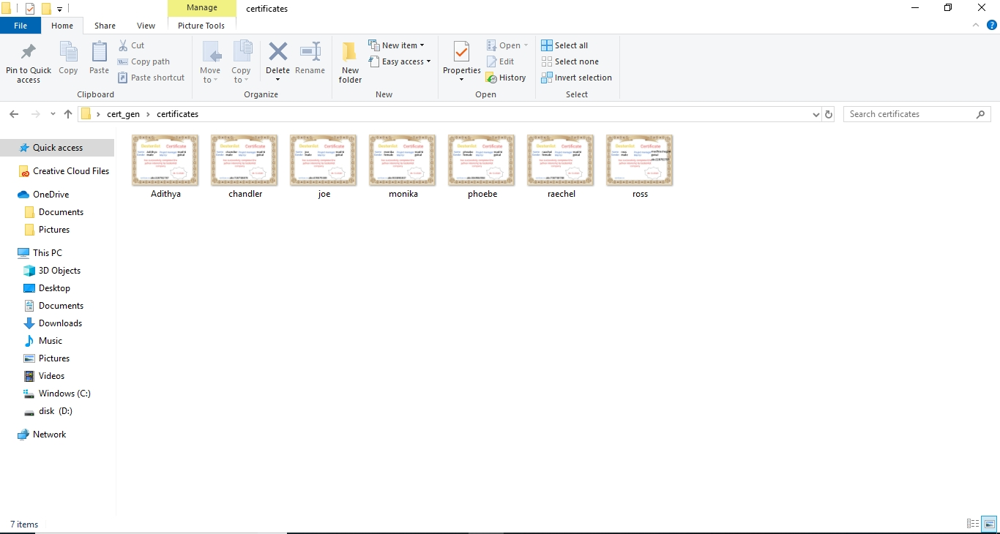 Manage
certificates
File
Home
Share
View
Picture Tools
Pin to Quick access
Copy
Paste
Cut
Copy path
Paste shortcut
Clipboard
Move to
Copy to
Delete
Rename
Organize
New folder
New item
Easy access
New
Properties
Open
Edit
History
Open
Select all
Select none
Invert selection
Select
cert_gen
certificates
Search certificates
Quick access
Creative Cloud Files
OneDrive
Documents
Pictures
This PC
3D Objects
Desktop
Documents
Downloads
Music
Pictures
Videos
Windows (C:)
disk (D:)
Network
Adithya
chandler
joe
monika
phoebe
raechel
ross
7 items